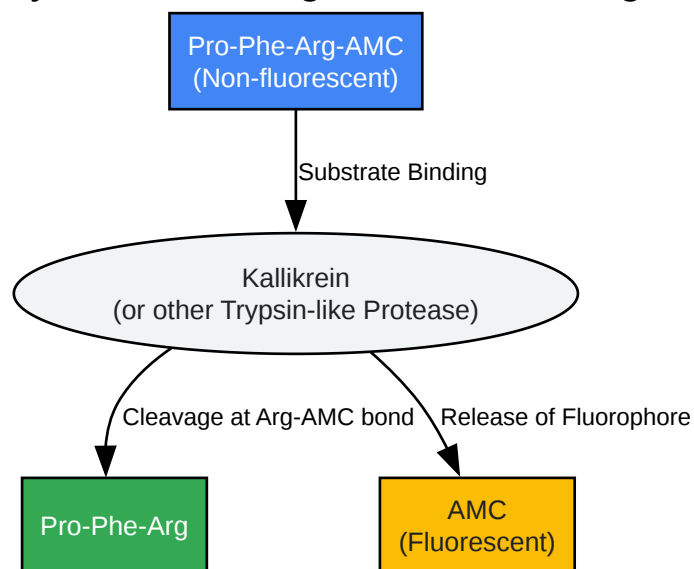 Pro-Phe-Arg-AMC
(Non-fluorescent)
Substrate Binding
Kallikrein
(or other Trypsin-like Protease)
Cleavage at Arg-AMC bond
Release of Fluorophore
Pro-Phe-Arg
AMC
(Fluorescent)